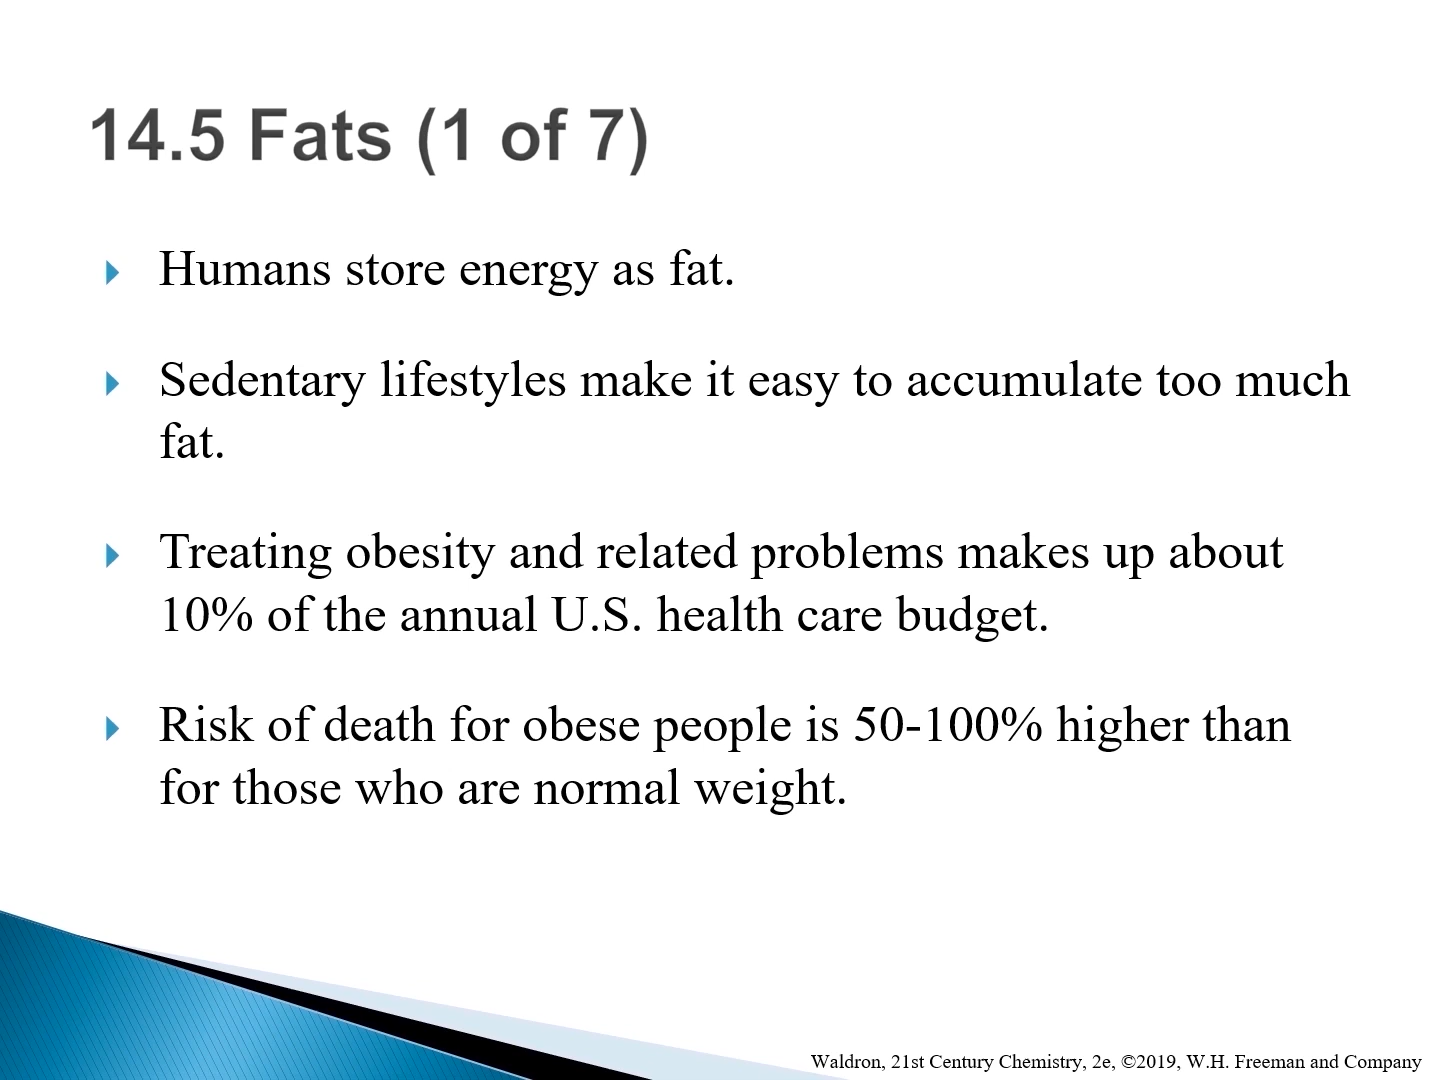 14.5 Fats (1 of 7)
Humans store energy as fat.
Sedentary lifestyles make it easy to accumulate too much
fat.
Treating obesity and related problems makes up about
10% of the annual U.S. health care budget.
Risk of death for obese people is 50-100% higher than
for those who are normal weight.
Waldron, 21st Century Chemistry, 2e, ©2019, W.H. Freeman and Company